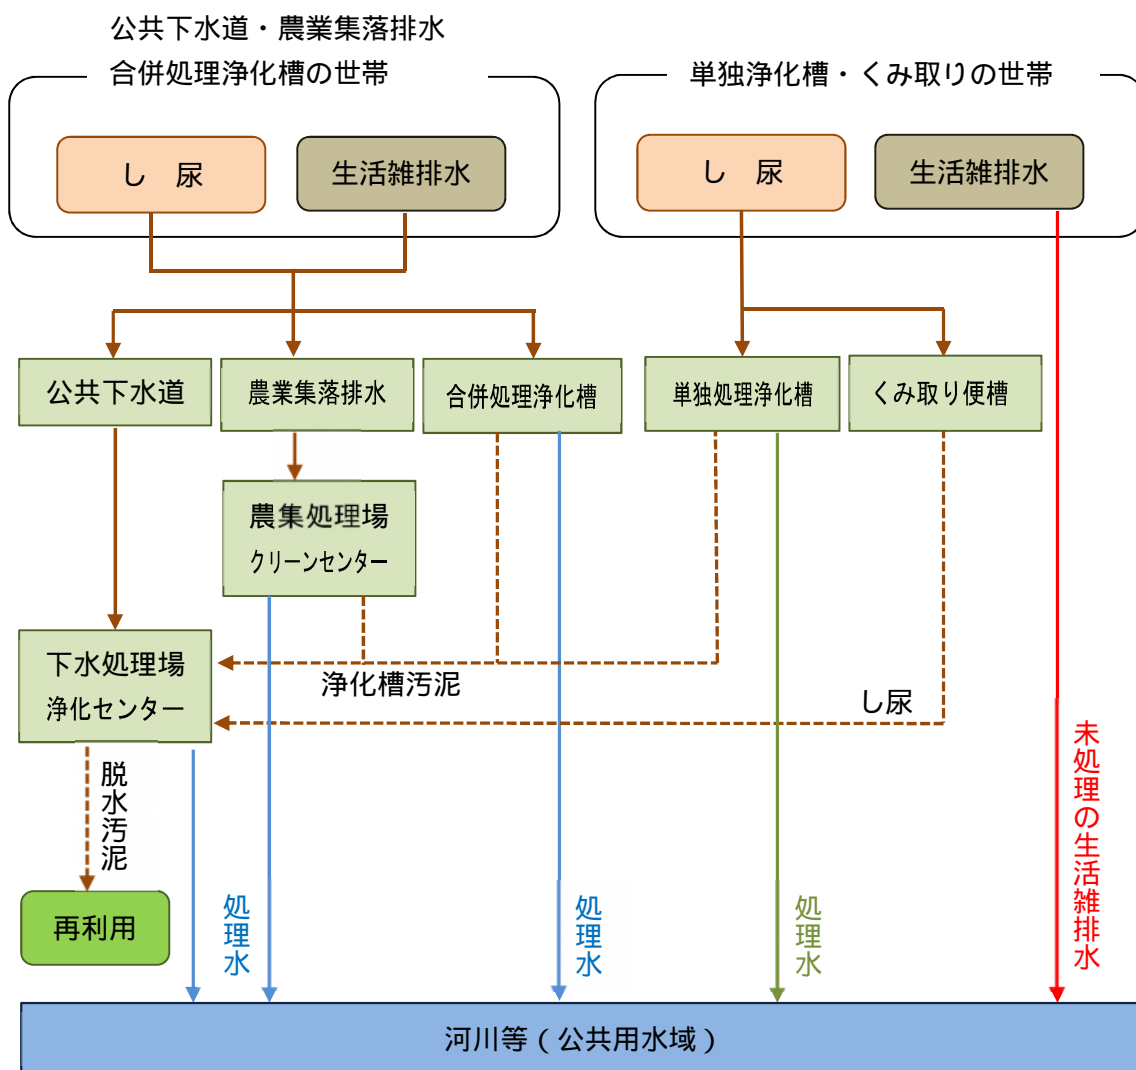 公共下水道・農業集落排水
合併処理浄化槽の世帯
単独浄化槽・くみ取りの世帯
し　尿
生活雑排水
し　尿
生活雑排水
公共下水道
農業集落排水
合併処理浄化槽
単独処理浄化槽
くみ取り便槽
農集処理場
クリーンセンター
下水処理場
浄化センター
浄化槽汚泥
し尿
脱水汚泥
再利用
処理水
処理水
処理水
未処理の生活雑排水
河川等（公共用水域）